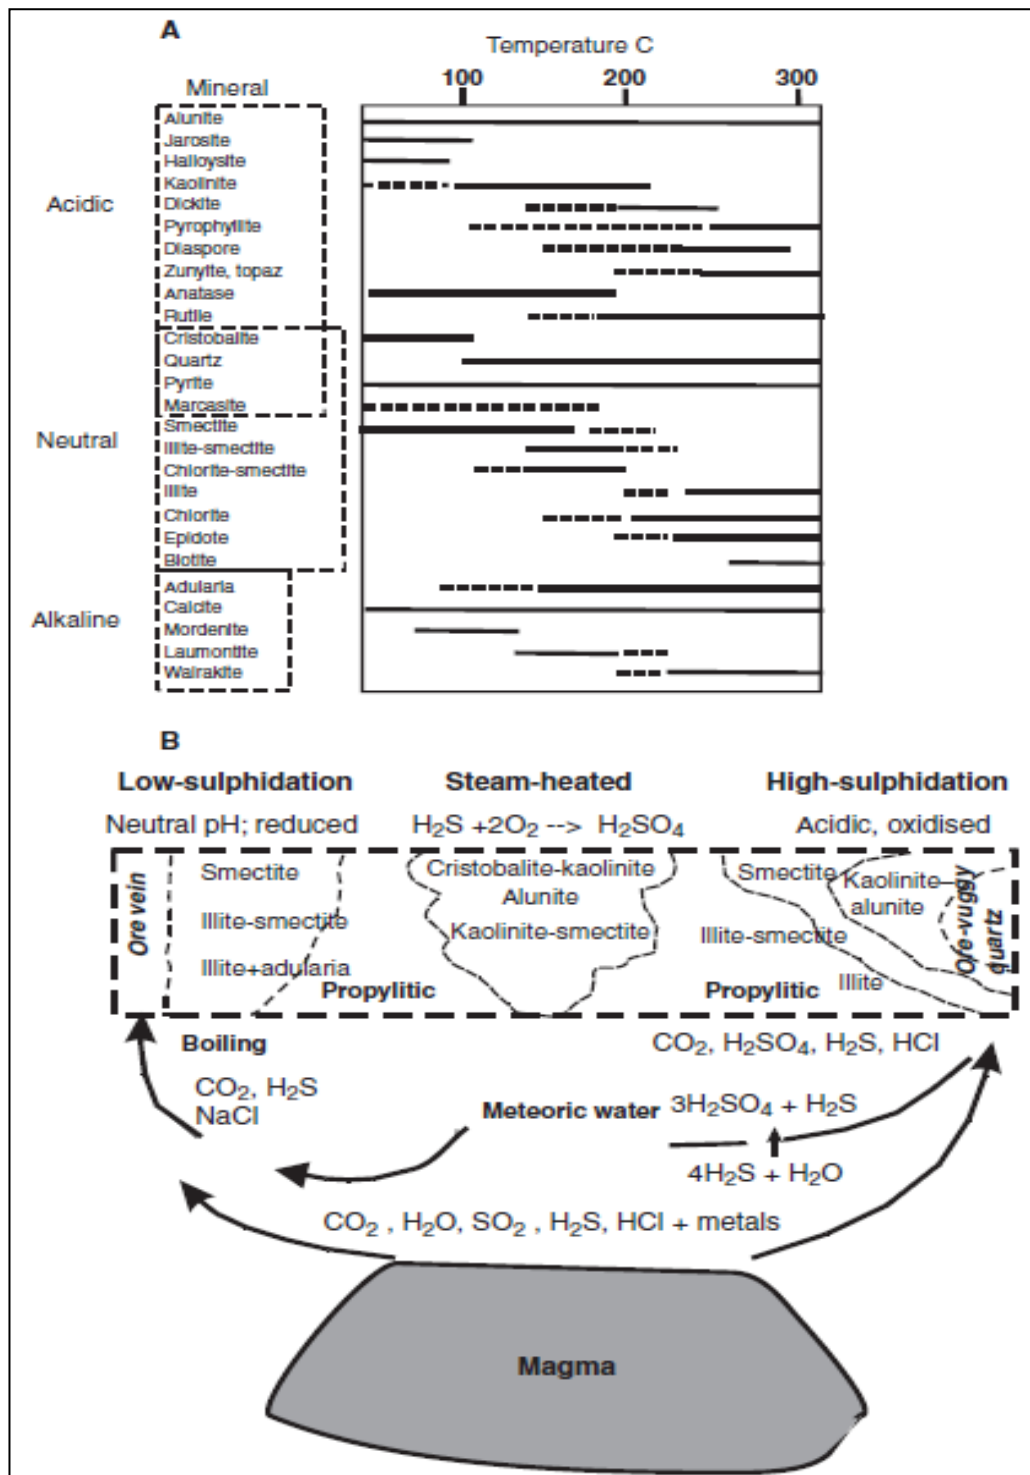 A
Temperature C
100 200 300
Mineral
Alunite
Jarosite
Halloysite
Kaolinite
Dickite
Pyrophyllite
Diaspore
Zunyite, topaz
Anatase
Rutile
Cristobalite
Quartz
Pyrite
Marcasite
Smectite
Illite-smectite
Chlorite-smectite
Illite
Chlorite
Epidote
Biotite
Adularia
Calcite
Mordenite
Laumontite
Wairakite
Acidic
Neutral
Alkaline
B
Low-sulphidation
Neutral pH; reduced
Steam-heated
H₂S +2O₂ --> H₂SO₄
High-sulphidation
Acidic, oxidised
Ore vein
Smectite
Illite-smectite
Illite+adularia
Propylitic
Cristobalite-kaolinite
Alunite
Kaolinite-smectite
Smectite
Illite-smectite
Propylitic
Illite
Kaolinite–
alunite
Ore-vuggy
quartz
Boiling
CO₂, H₂S
NaCl
CO₂, H₂SO₄, H₂S, HCl
Meteoric water
3H₂SO₄ + H₂S
4H₂S + H₂O
CO₂ , H₂O, SO₂ , H₂S, HCl + metals
Magma